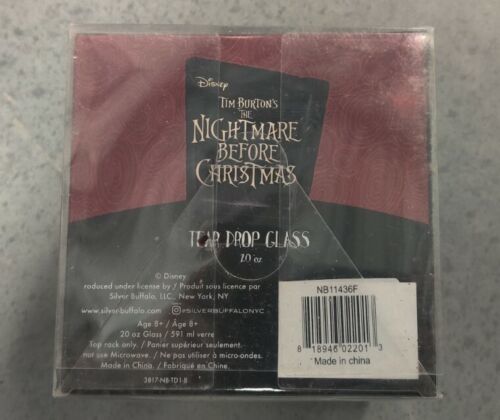 Disney
TIM BURTON'S
THE
NIGHTMARE
BEFORE
CHRISTMAS
TEAR DROP GLASS
20 oz
© Disney
roduced under license by / Produit sous licence par
Silver Buffalo, LLC., New York, NY
www.silver-buffalo.com @SILVERBUFFALONYC
Age 8+ / Âge 8+
20 oz Glass / 591 ml verre
Top rack only. / Panier supérieur seulement.
not use Microwave. / Ne pas utiliser à micro-ondes.
Made in China. / Fabriqué en Chine.
3817-NB-TD1-B
NB11436F
8 18946 02201 3
Made in china